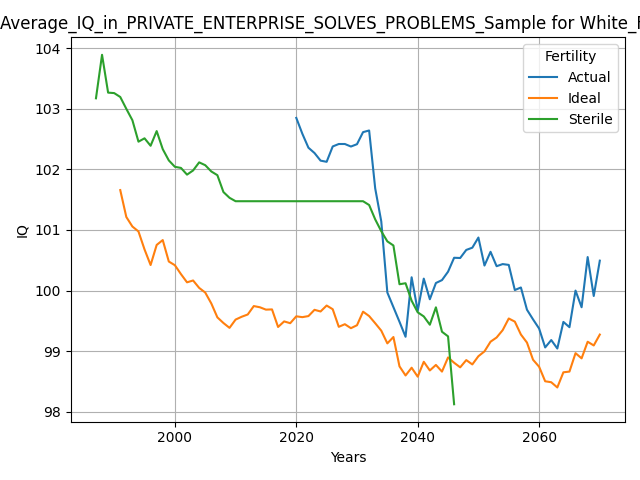 Average_IQ_in_PRIVATE_ENTERPRISE_SOLVES_PROBLEMS_Sample for White_
Fertility
Actual
Ideal
Sterile
104
103
102
101
100
99
98
IQ
2000
2020
2040
2060
Years